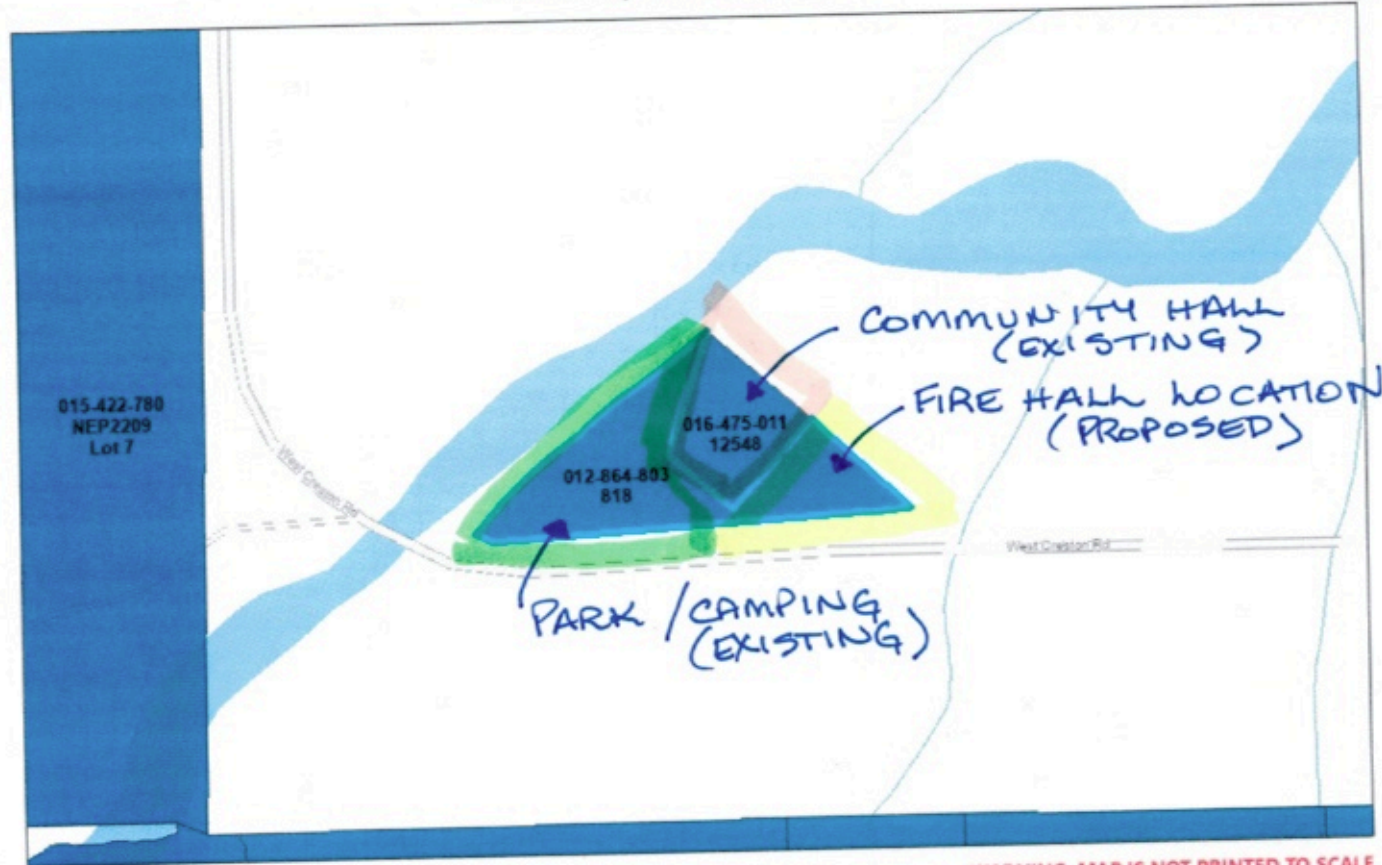 COMMUNITY HALL
(EXISTING)
FIRE HALL LOCATION
(PROPOSED)
015-422-780
NEP2209
Lot 7
016-475-011
12548
012-864-803
818
West Creston Rd
West Creston Rd
PARK / CAMPING
(EXISTING)
WARNING: MAP IS NOT PRINTED TO SCALE